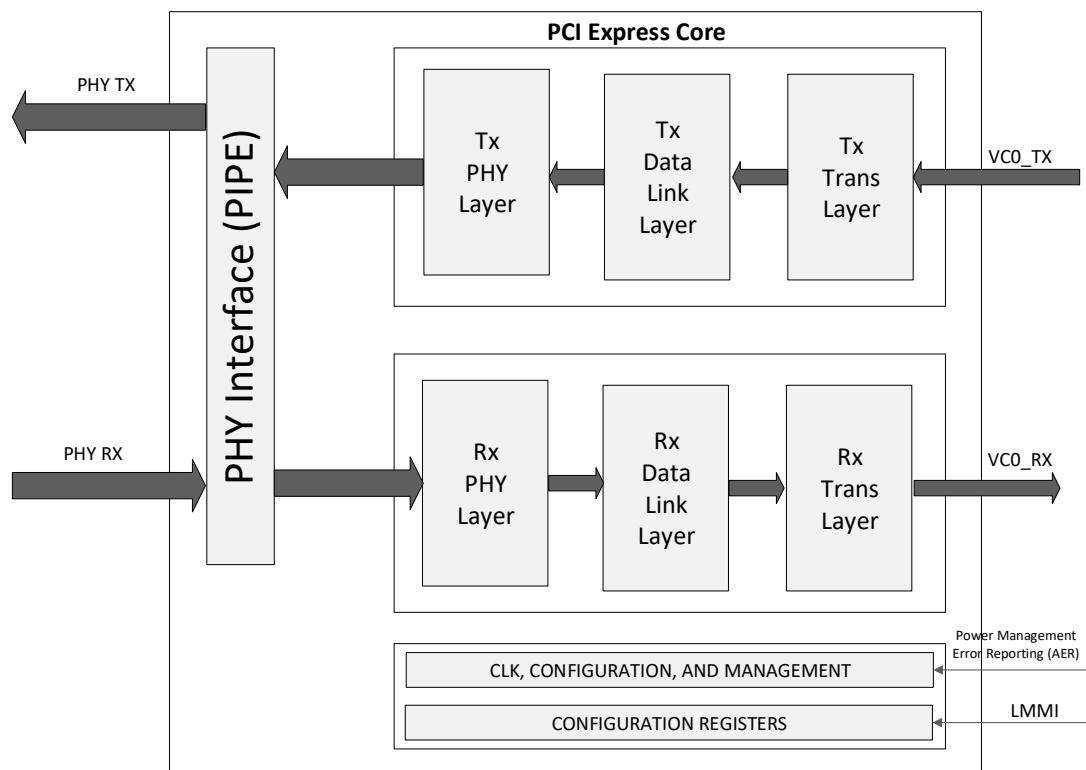 PCI Express Core
PHY TX
PHY Interface (PIPE)
Tx
PHY
Layer
Tx
Data
Link
Layer
Tx
Trans
Layer
VC0_TX
PHY RX
Rx
PHY
Layer
Rx
Data
Link
Layer
Rx
Trans
Layer
VC0_RX
Power Management
Error Reporting (AER)
CLK, CONFIGURATION, AND MANAGEMENT
CONFIGURATION REGISTERS
LMMI